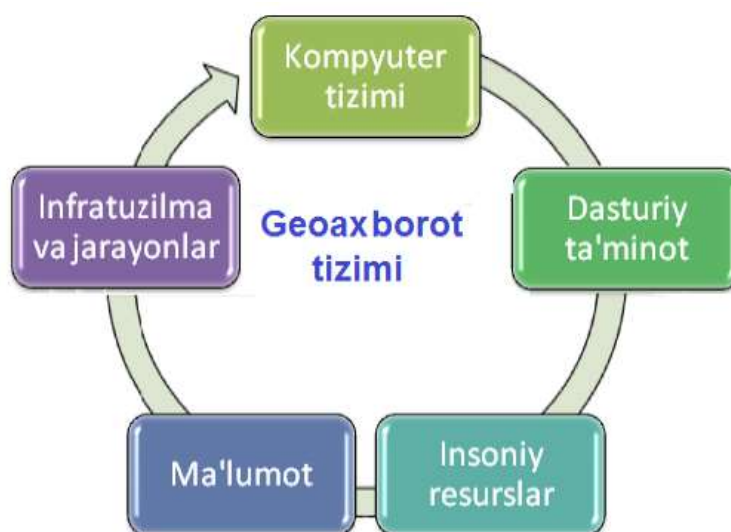 Kompyuter
tizimi
Infratuzilma
va jarayonlar
Geoaxborot
tizimi
Dasturiy
ta'minot
Ma'lumot
Insoniy
resurslar